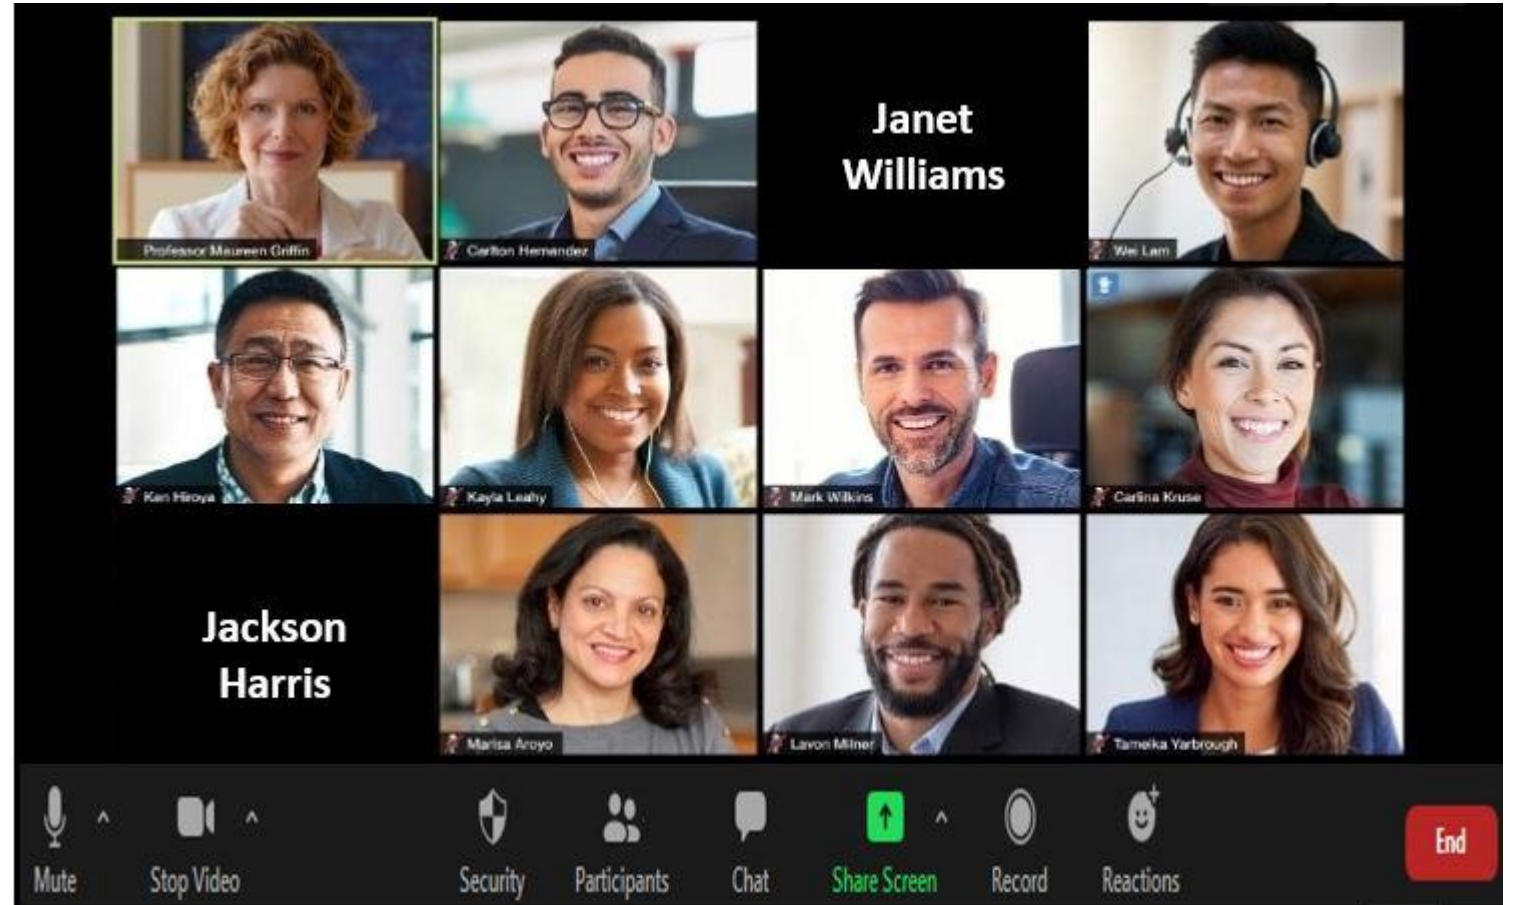 Professor Maureen Griffin
Carlton Hernandez
Janet
Williams
Wei Lam
Ken Hiroya
Kayla Leahy
Mark Wilkins
Carlina Kruse
Jackson
Harris
Marisa Aroyo
Lavon Milner
Tameika Yarbrough
Mute
Stop Video
Security
Participants
Chat
Share Screen
Record
Reactions
End